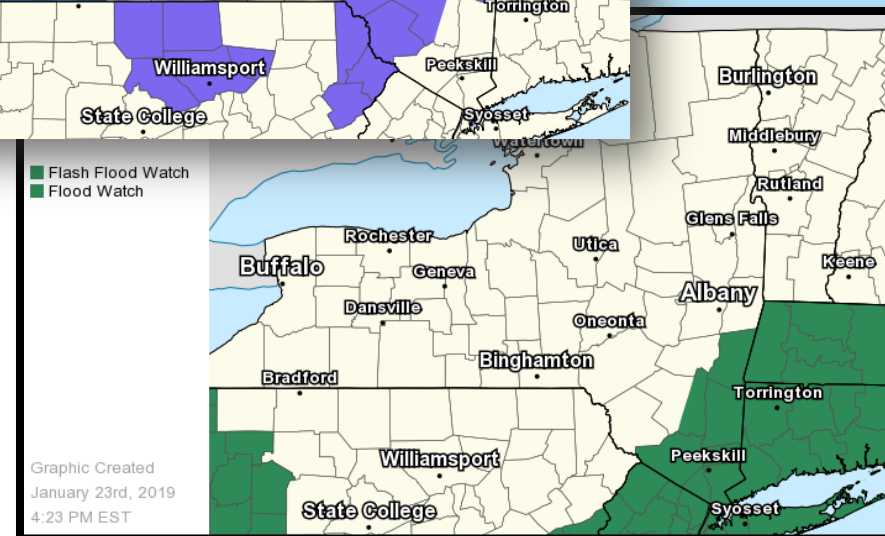 Torrington
Williamsport
Peekskill
State College
Syosset
Burlington
Watertown
Middlebury
Flash Flood Watch
Flood Watch
Rutland
Glens Falls
Rochester
Utica
Keene
Buffalo
Geneva
Albany
Dansville
Oneonta
Binghamton
Bradford
Torrington
Peekskill
Williamsport
Graphic Created
January 23rd, 2019
4:23 PM EST
State College
Syosset